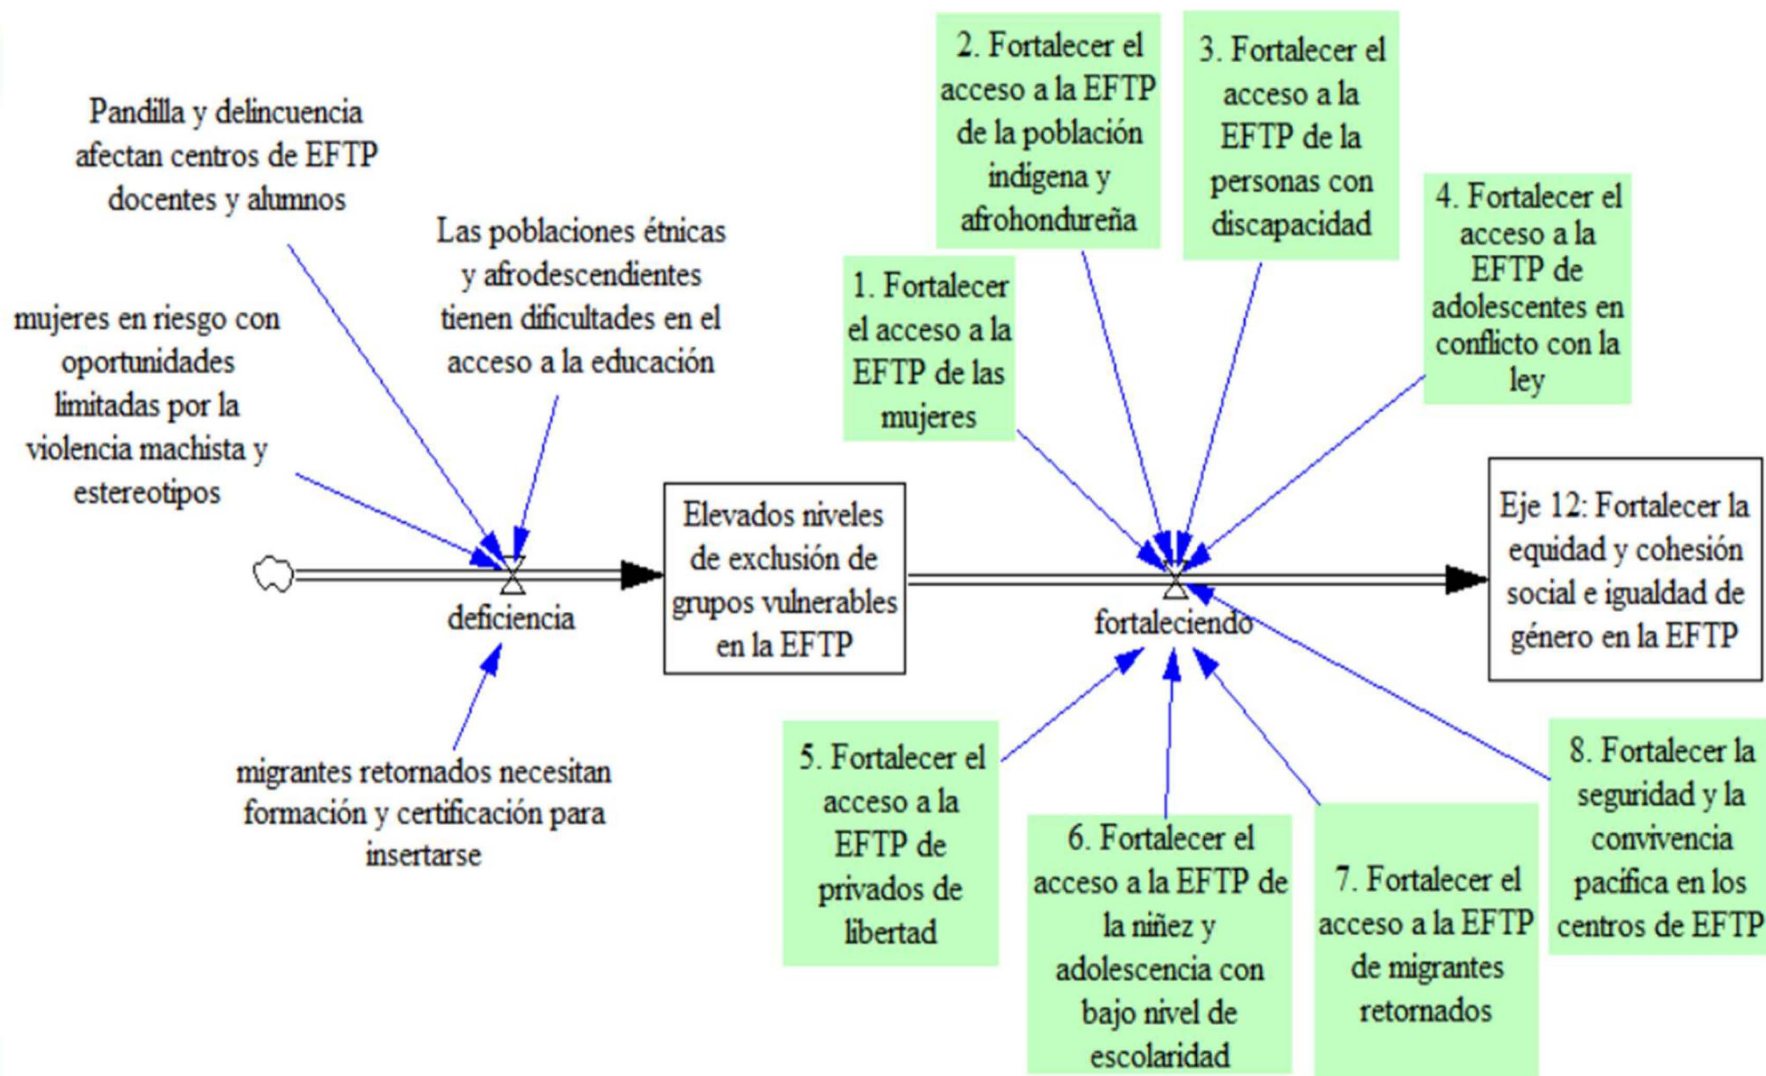 Pandilla y delincuencia
afectan centros de EFTP
docentes y alumnos
Las poblaciones étnicas
y afrodescendientes
tienen dificultades en el
acceso a la educación
mujeres en riesgo con
oportunidades
limitadas por la
violencia machista y
estereotipos
deficiencia
migrantes retornados necesitan
formación y certificación para
insertarse
Elevados niveles
de exclusión de
grupos vulnerables
en la EFTP
1. Fortalecer
el acceso a la
EFTP de las
mujeres
2. Fortalecer el
acceso a la EFTP
de la población
indígena y
afrohondureña
3. Fortalecer el
acceso a la
EFTP de la
personas con
discapacidad
4. Fortalecer el
acceso a la
EFTP de
adolescentes en
conflicto con la
ley
fortaleciendo
Eje 12: Fortalecer la
equidad y cohesión
social e igualdad de
género en la EFTP
5. Fortalecer el
acceso a la
EFTP de
privados de
libertad
6. Fortalecer el
acceso a la EFTP de
la niñez y
adolescencia con
bajo nivel de
escolaridad
7. Fortalecer el
acceso a la EFTP
de migrantes
retornados
8. Fortalecer la
seguridad y la
convivencia
pacífica en los
centros de EFTP